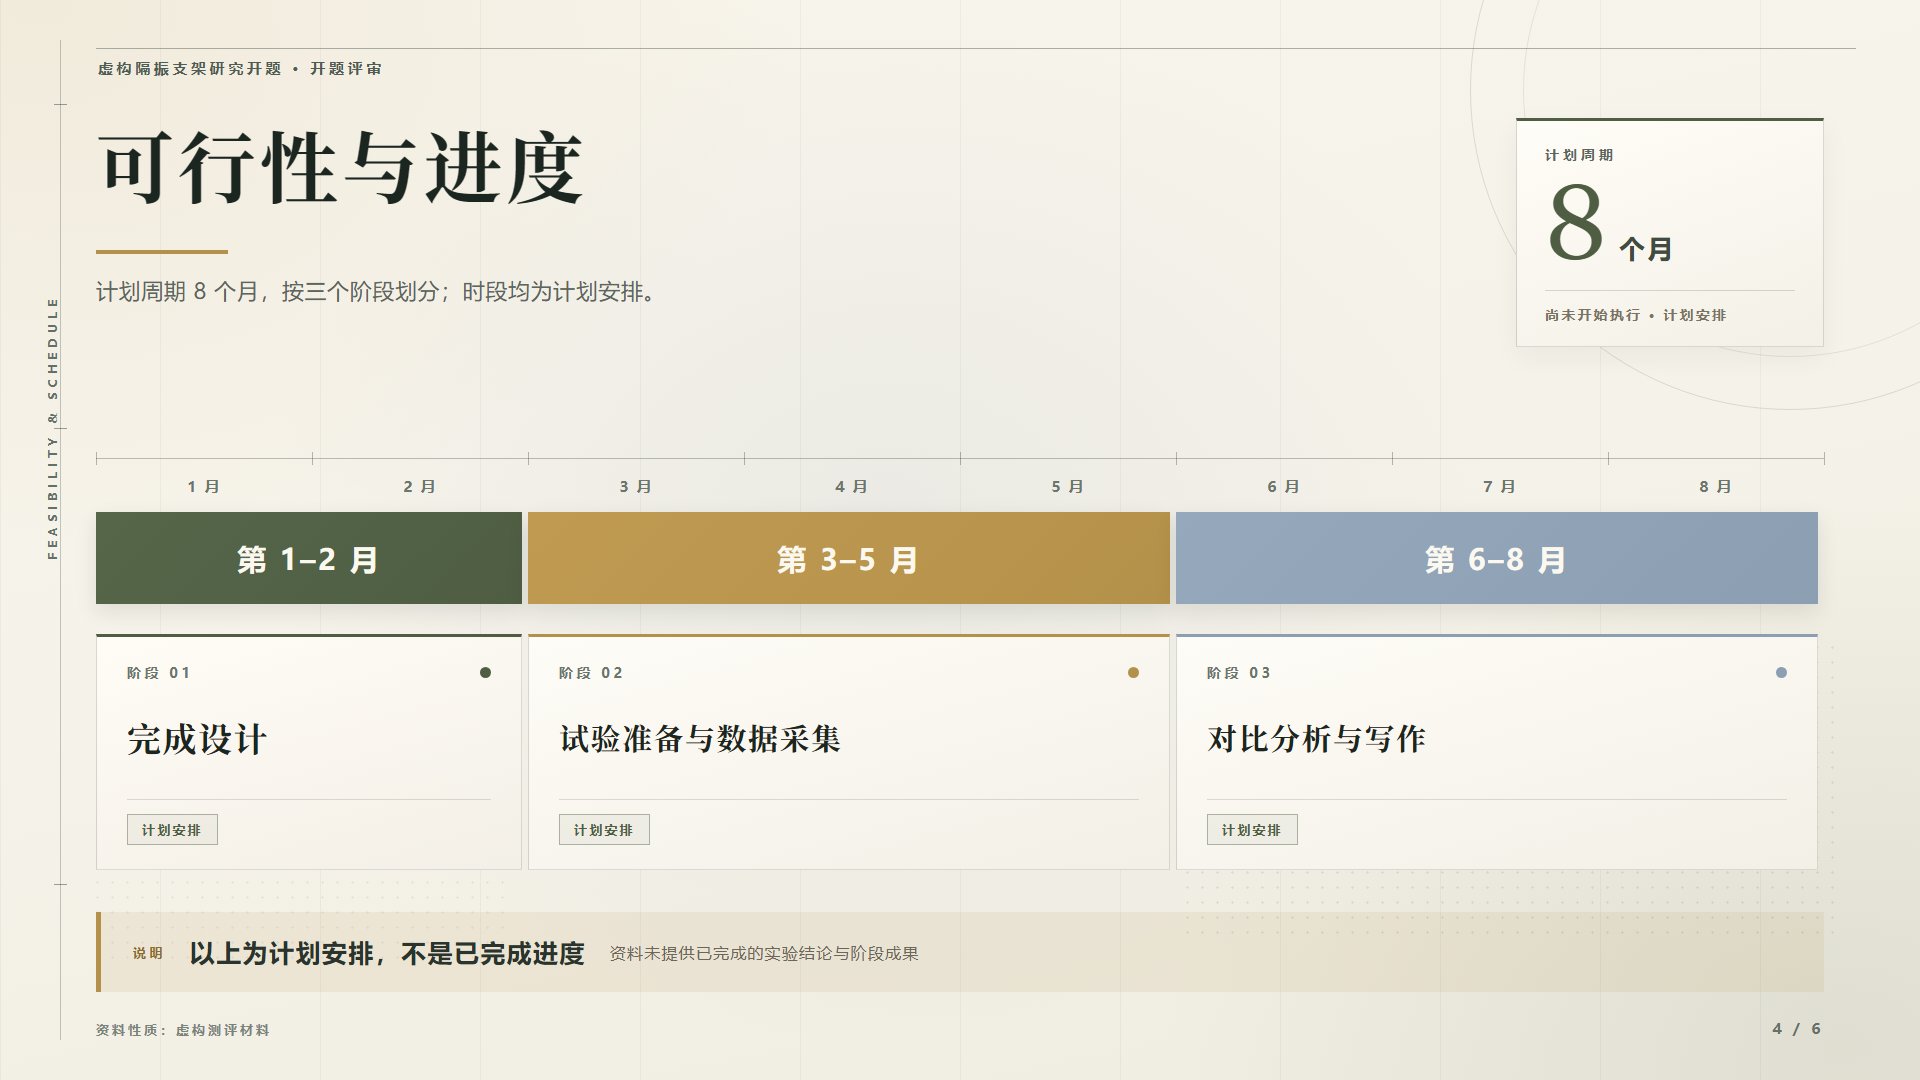 虚构隔振支架研究开题 • 开题评审
可行性与进度
计划周期 8 个月，按三个阶段划分；时段均为计划安排。
计划周期
8 个月
尚未开始执行 • 计划安排
FEASIBILITY & SCHEDULE
1 月 2 月 3 月 4 月 5 月 6 月 7 月 8 月
第 1–2 月 第 3–5 月 第 6–8 月
阶段 01
完成设计
计划安排
阶段 02
试验准备与数据采集
计划安排
阶段 03
对比分析与写作
计划安排
说明 以上为计划安排，不是已完成进度 资料未提供已完成的实验结论与阶段成果
资料性质：虚构测评材料
4 / 6